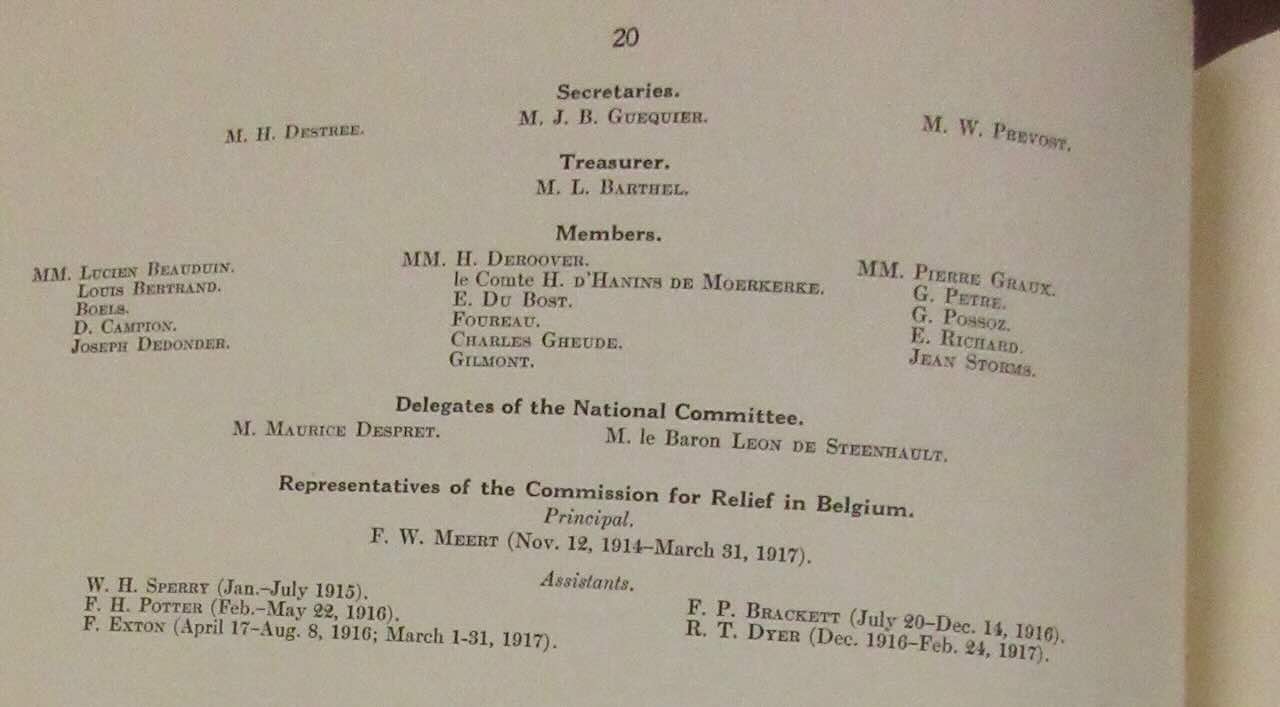 20
Secretaries.
M. H. DESTREE. M. J. B. GUEQUIER. M. W. PREVOST.
Treasurer.
M. L. BARTHEL.
Members.
MM. LUCIEN BEAUDUIN.
LOUIS BERTRAND.
BOELS.
D. CAMPION.
JOSEPH DEDONDER.
MM. H. DEROOVER.
le Comte H. D'HANINS DE MOERKERKE.
E. DU BOST.
FOUREAU.
CHARLES GHEUDE.
GILMONT.
MM. PIERRE GRAUX.
G. PETRE.
G. POSSOZ.
E. RICHARD.
JEAN STORMS.
Delegates of the National Committee.
M. MAURICE DESPRET. M. le Baron LEON DE STEENHAULT.
Representatives of the Commission for Relief in Belgium.
Principal.
F. W. MEERT (Nov. 12, 1914–March 31, 1917).
Assistants.
W. H. SPERRY (Jan.–July 1915).
F. H. POTTER (Feb.–May 22, 1916).
F. EXTON (April 17–Aug. 8, 1916; March 1-31, 1917).
F. P. BRACKETT (July 20–Dec. 14, 1916).
R. T. DYER (Dec. 1916–Feb. 24, 1917).